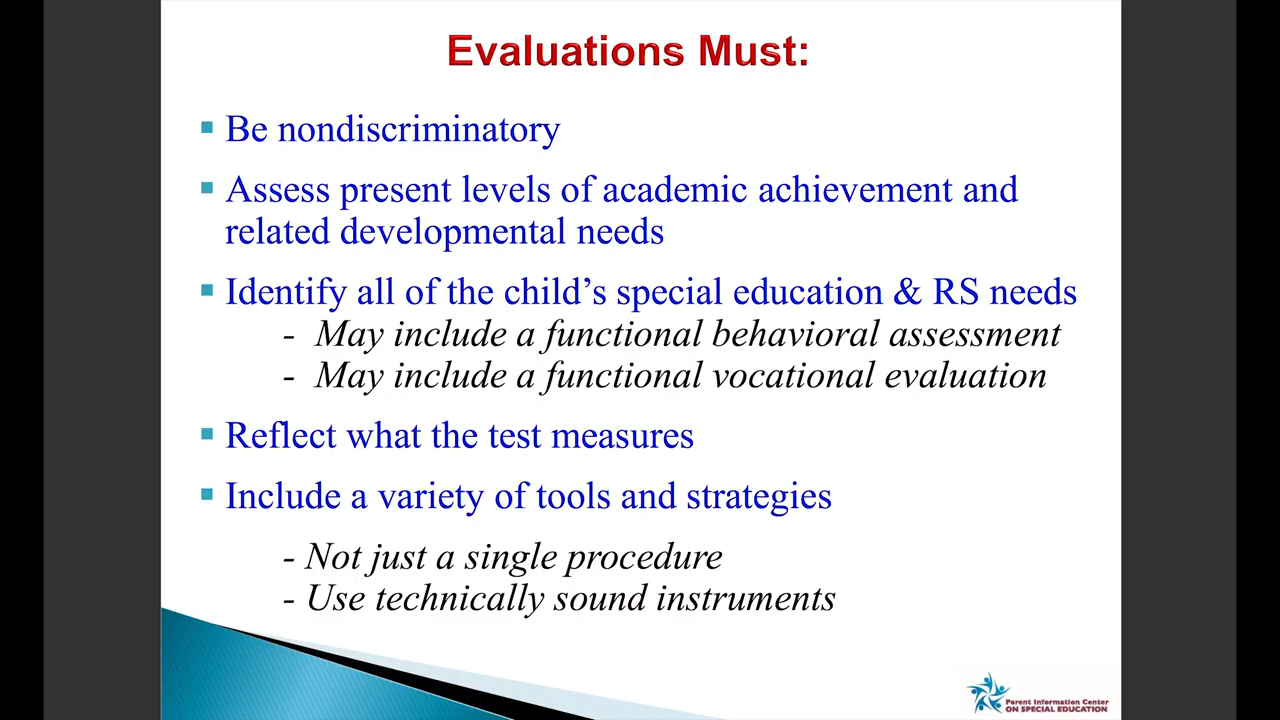 Evaluations Must:
▪ Be nondiscriminatory
▪ Assess present levels of academic achievement and
related developmental needs
▪ Identify all of the child’s special education & RS needs
- May include a functional behavioral assessment
- May include a functional vocational evaluation
▪ Reflect what the test measures
▪ Include a variety of tools and strategies
- Not just a single procedure
- Use technically sound instruments
Parent Information Center
ON SPECIAL EDUCATION